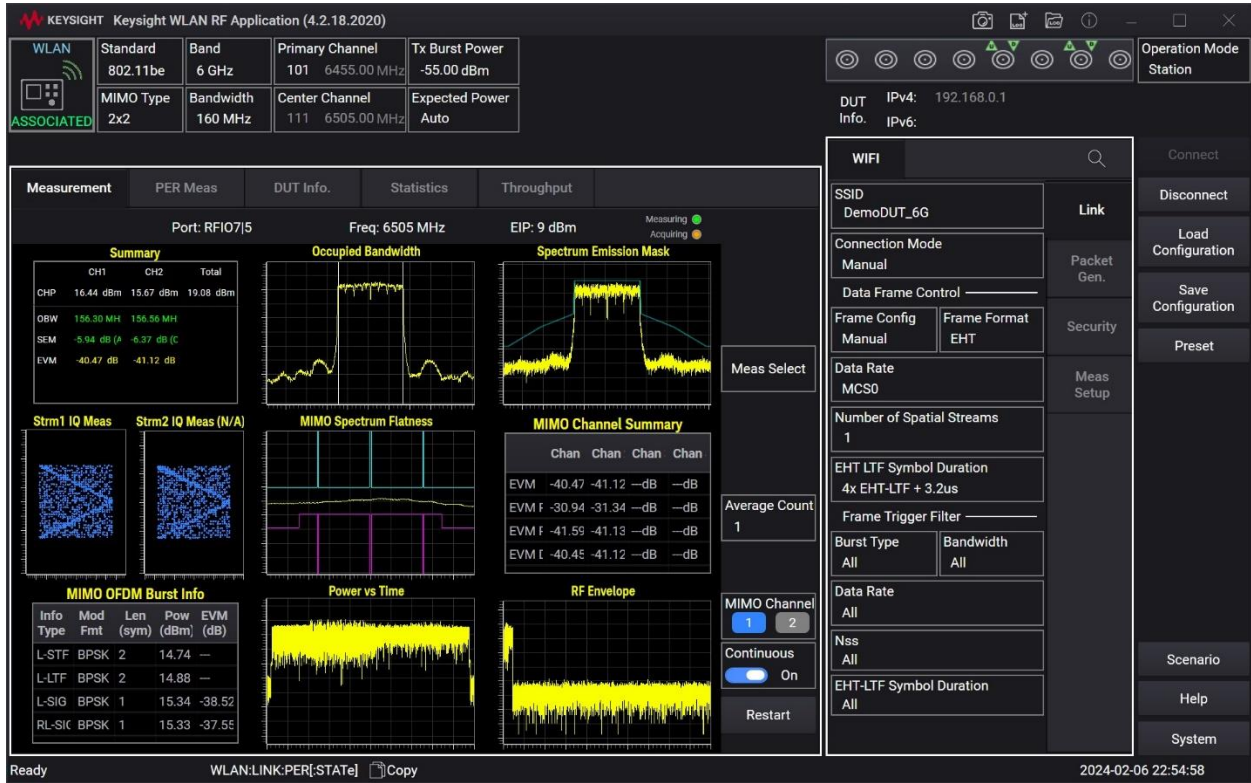 KEYSIGHT Keysight WLAN RF Application (4.2.18.2020)
WLAN
ASSOCIATED
Standard
802.11be
Band
6 GHz
Primary Channel
101 6455.00 MHz
Tx Burst Power
-55.00 dBm
MIMO Type
2x2
Bandwidth
160 MHz
Center Channel
111 6505.00 MHz
Expected Power
Auto
Operation Mode
Station
DUT Info.
IPv4: 192.168.0.1
IPv6:
Measurement PER Meas DUT Info. Statistics Throughput
Port: RFIO7|5 Freq: 6505 MHz EIP: 9 dBm
Measuring
Acquiring
Summary
CH1 CH2 Total
CHP 16.44 dBm 15.67 dBm 19.08 dBm
OBW 156.30 MH 156.56 MH
SEM -5.94 dB (A -6.37 dB (C
EVM -40.47 dB -41.12 dB
Occupied Bandwidth
Spectrum Emission Mask
Strm1 IQ Meas
Strm2 IQ Meas (N/A)
MIMO Spectrum Flatness
MIMO Channel Summary
Chan Chan Chan Chan
EVM -40.47 -41.12 ---dB ---dB
EVM -30.94 -31.34 ---dB ---dB
EVM -41.59 -41.13 ---dB ---dB
EVM -40.45 -41.12 ---dB ---dB
MIMO OFDM Burst Info
Info Type Mod Fmt Len (sym) Pow (dBm) EVM (dB)
L-STF BPSK 2 14.74 ---
L-LTF BPSK 2 14.88 ---
L-SIG BPSK 1 15.34 -38.52
RL-SIG BPSK 1 15.33 -37.55
Power vs Time
RF Envelope
Meas Select
Average Count
1
MIMO Channel
1 2
Continuous
On
Restart
WIFI
SSID
DemoDUT_6G
Connection Mode
Manual
Data Frame Control
Frame Config
Manual
Frame Format
EHT
Data Rate
MCS0
Number of Spatial Streams
1
EHT LTF Symbol Duration
4x EHT-LTF + 3.2us
Frame Trigger Filter
Burst Type
All
Bandwidth
All
Data Rate
All
Nss
All
EHT-LTF Symbol Duration
All
Link
Packet Gen.
Security
Meas Setup
Connect
Disconnect
Load Configuration
Save Configuration
Preset
Scenario
Help
System
Ready WLAN:LINK:PER[:STATe] Copy 2024-02-06 22:54:58